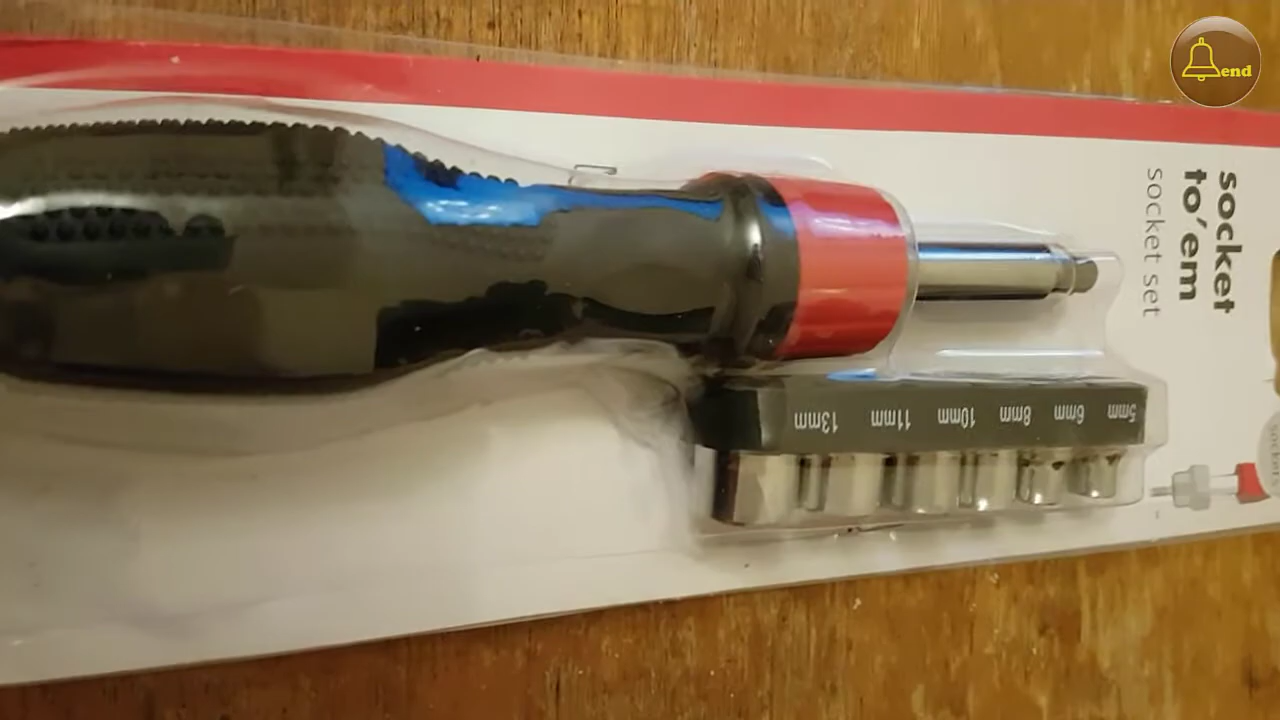 socket
to'em
socket set
13mm 11mm 10mm 8mm 6mm 5mm
end